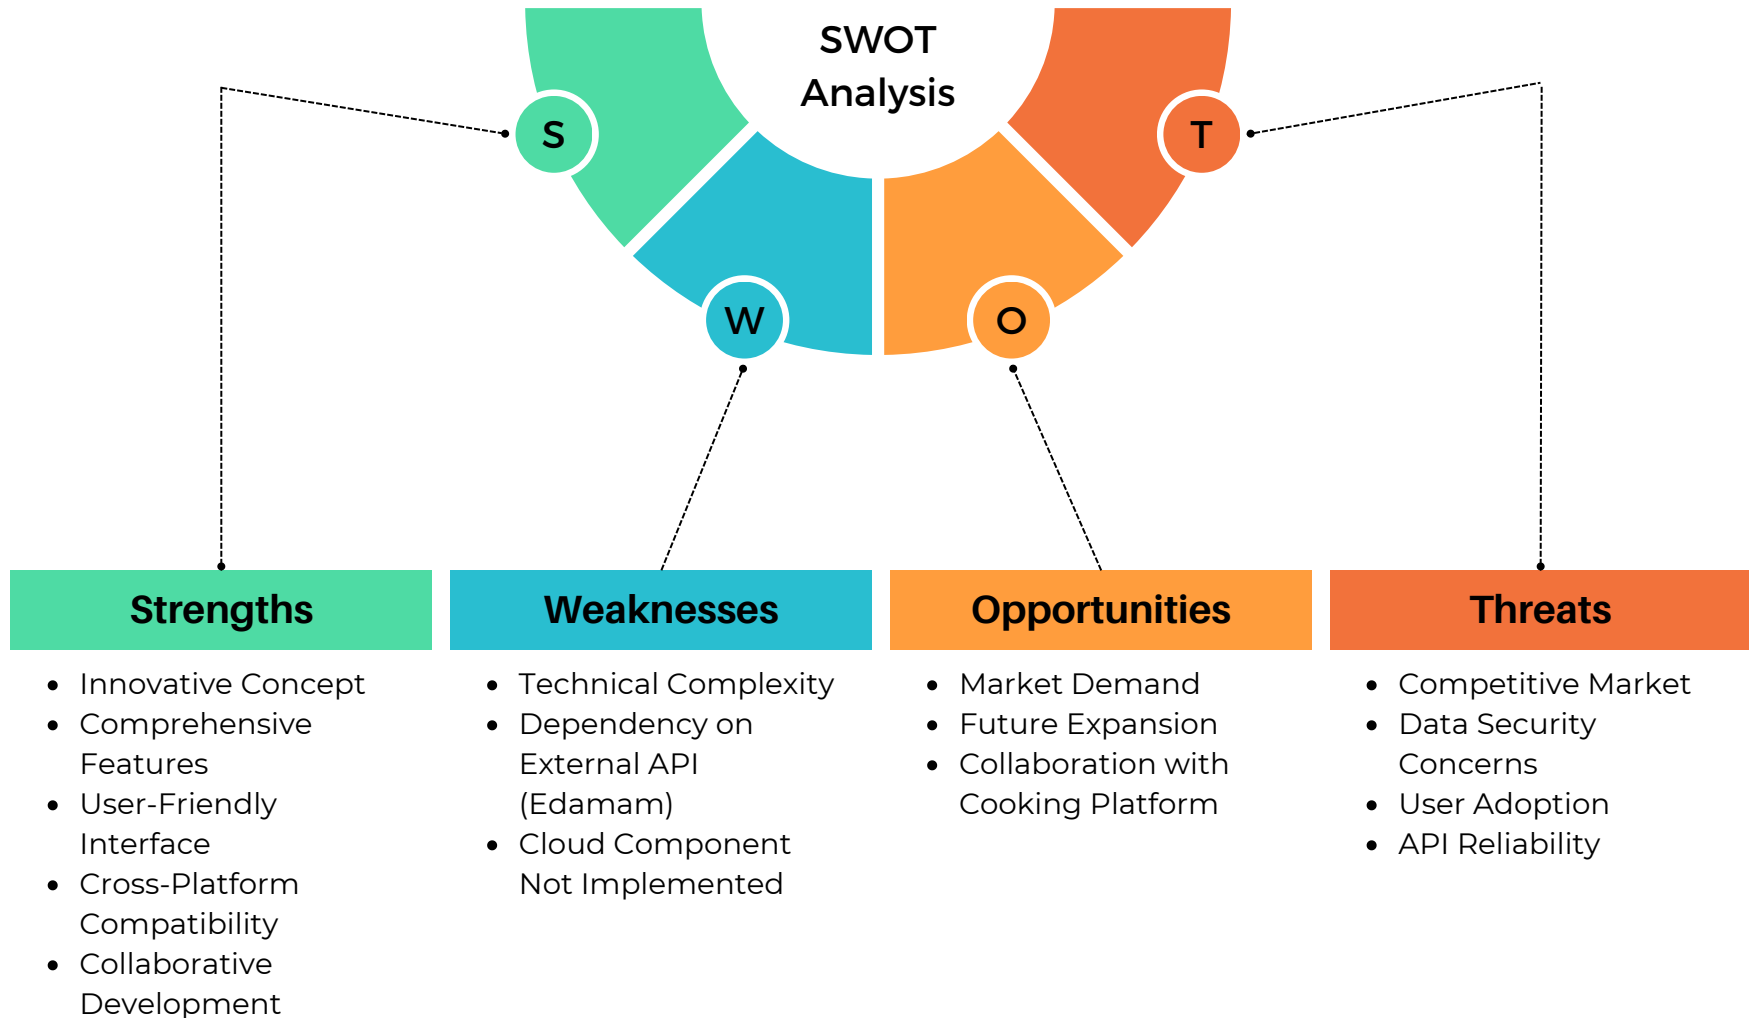 SWOT
Analysis
S
T
W
O
Strengths
• Innovative Concept
• Comprehensive
Features
• User-Friendly
Interface
• Cross-Platform
Compatibility
• Collaborative
Development
Weaknesses
• Technical Complexity
• Dependency on
External API
(Edamam)
• Cloud Component
Not Implemented
Opportunities
• Market Demand
• Future Expansion
• Collaboration with
Cooking Platform
Threats
• Competitive Market
• Data Security
Concerns
• User Adoption
• API Reliability